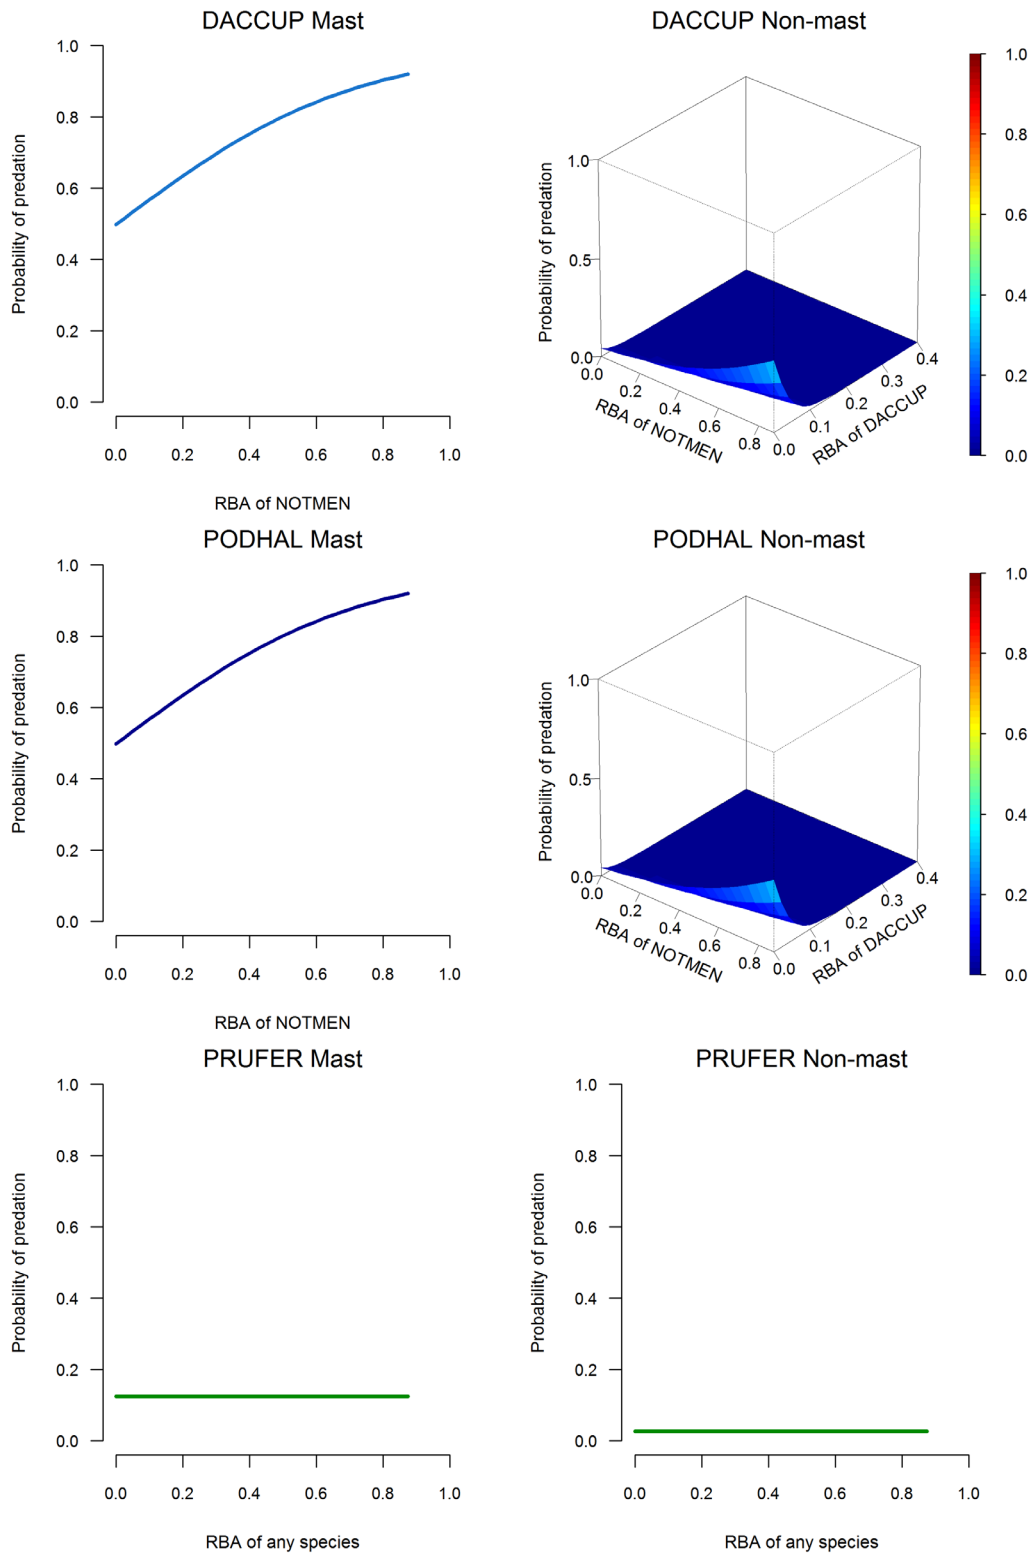 DACCUP Mast
Probability of predation
1.0
0.8
0.6
0.4
0.2
0.0
0.0 0.2 0.4 0.6 0.8 1.0
RBA of NOTMEN
DACCUP Non-mast
Probability of predation
1.0
0.5
0.0
0.0 0.2 0.4 0.6 0.8
RBA of NOTMEN
0.0 0.1 0.2 0.3 0.4
RBA of DACCUP
1.0
0.8
0.6
0.4
0.2
0.0
PODHAL Mast
Probability of predation
1.0
0.8
0.6
0.4
0.2
0.0
0.0 0.2 0.4 0.6 0.8 1.0
RBA of NOTMEN
PODHAL Non-mast
Probability of predation
1.0
0.5
0.0
0.0 0.2 0.4 0.6 0.8
RBA of NOTMEN
0.0 0.1 0.2 0.3 0.4
RBA of DACCUP
1.0
0.8
0.6
0.4
0.2
0.0
PRUFER Mast
Probability of predation
1.0
0.8
0.6
0.4
0.2
0.0
0.0 0.2 0.4 0.6 0.8 1.0
RBA of any species
PRUFER Non-mast
Probability of predation
1.0
0.8
0.6
0.4
0.2
0.0
0.0 0.2 0.4 0.6 0.8 1.0
RBA of any species